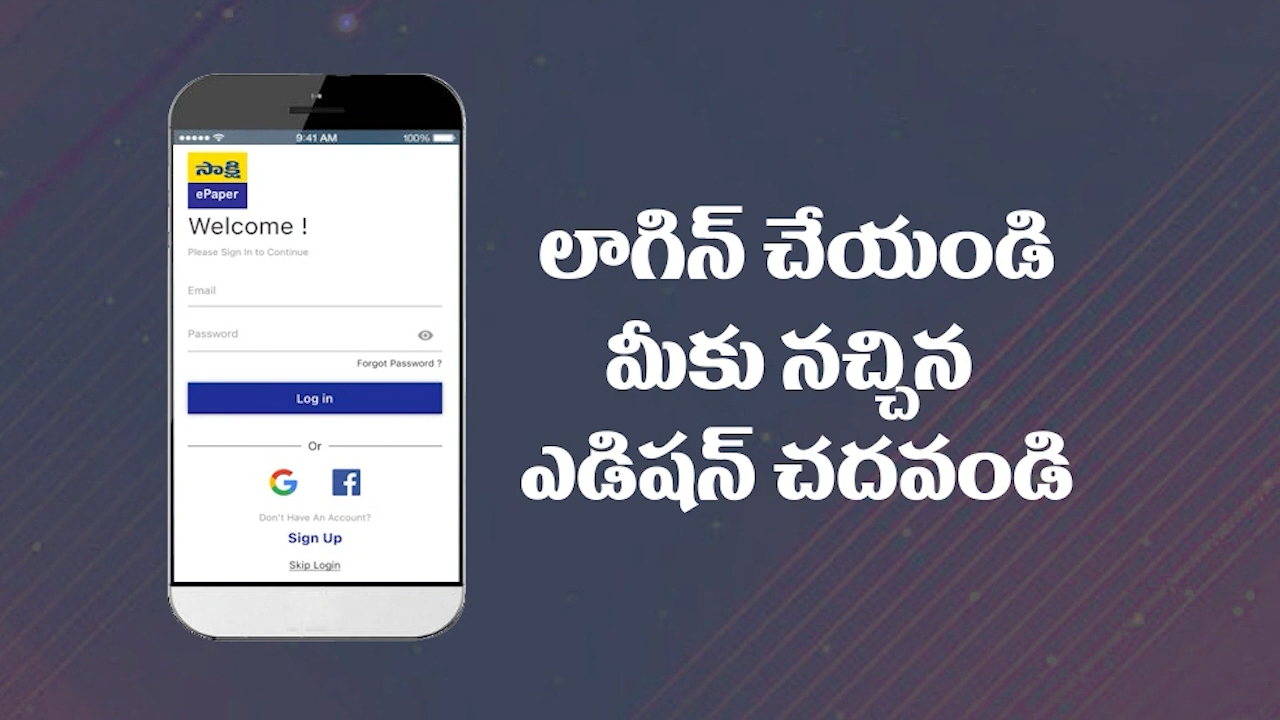 9:41 AM
100%
సాక్షి
ePaper
Welcome !
Please Sign In to Continue
Email
Password
Forgot Password ?
Log in
Or
Don't Have An Account?
Sign Up
Skip Login
లాగిన్ చేయండి
మీకు నచ్చిన
ఎడిషన్ చదవండి